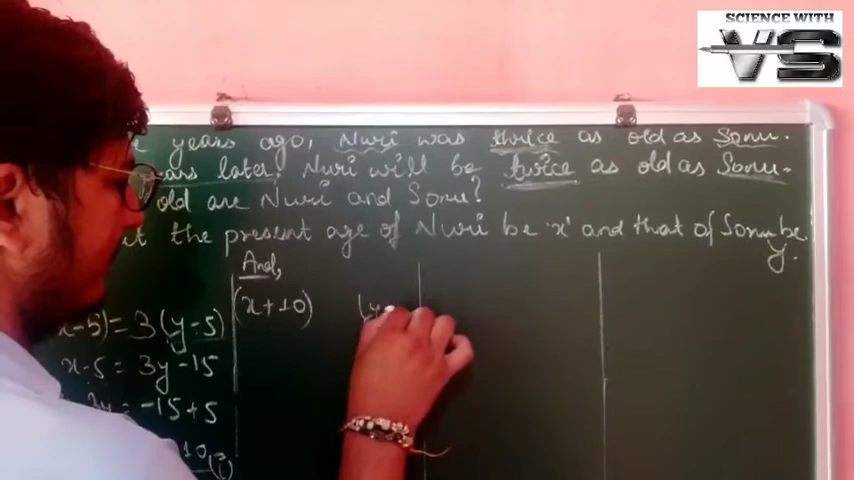 SCIENCE WITH
VS
years ago, Nuri was thrice as old as Sonu.
later, Nuri will be twice as old as Sonu.
old are Nuri and Sonu?
the present age of Nuri be 'x' and that of Sonu be y.
And,
(x+10) (y
x-5)=3(y-5)
x-5=3y-15
3y=-15+5
10 (i)